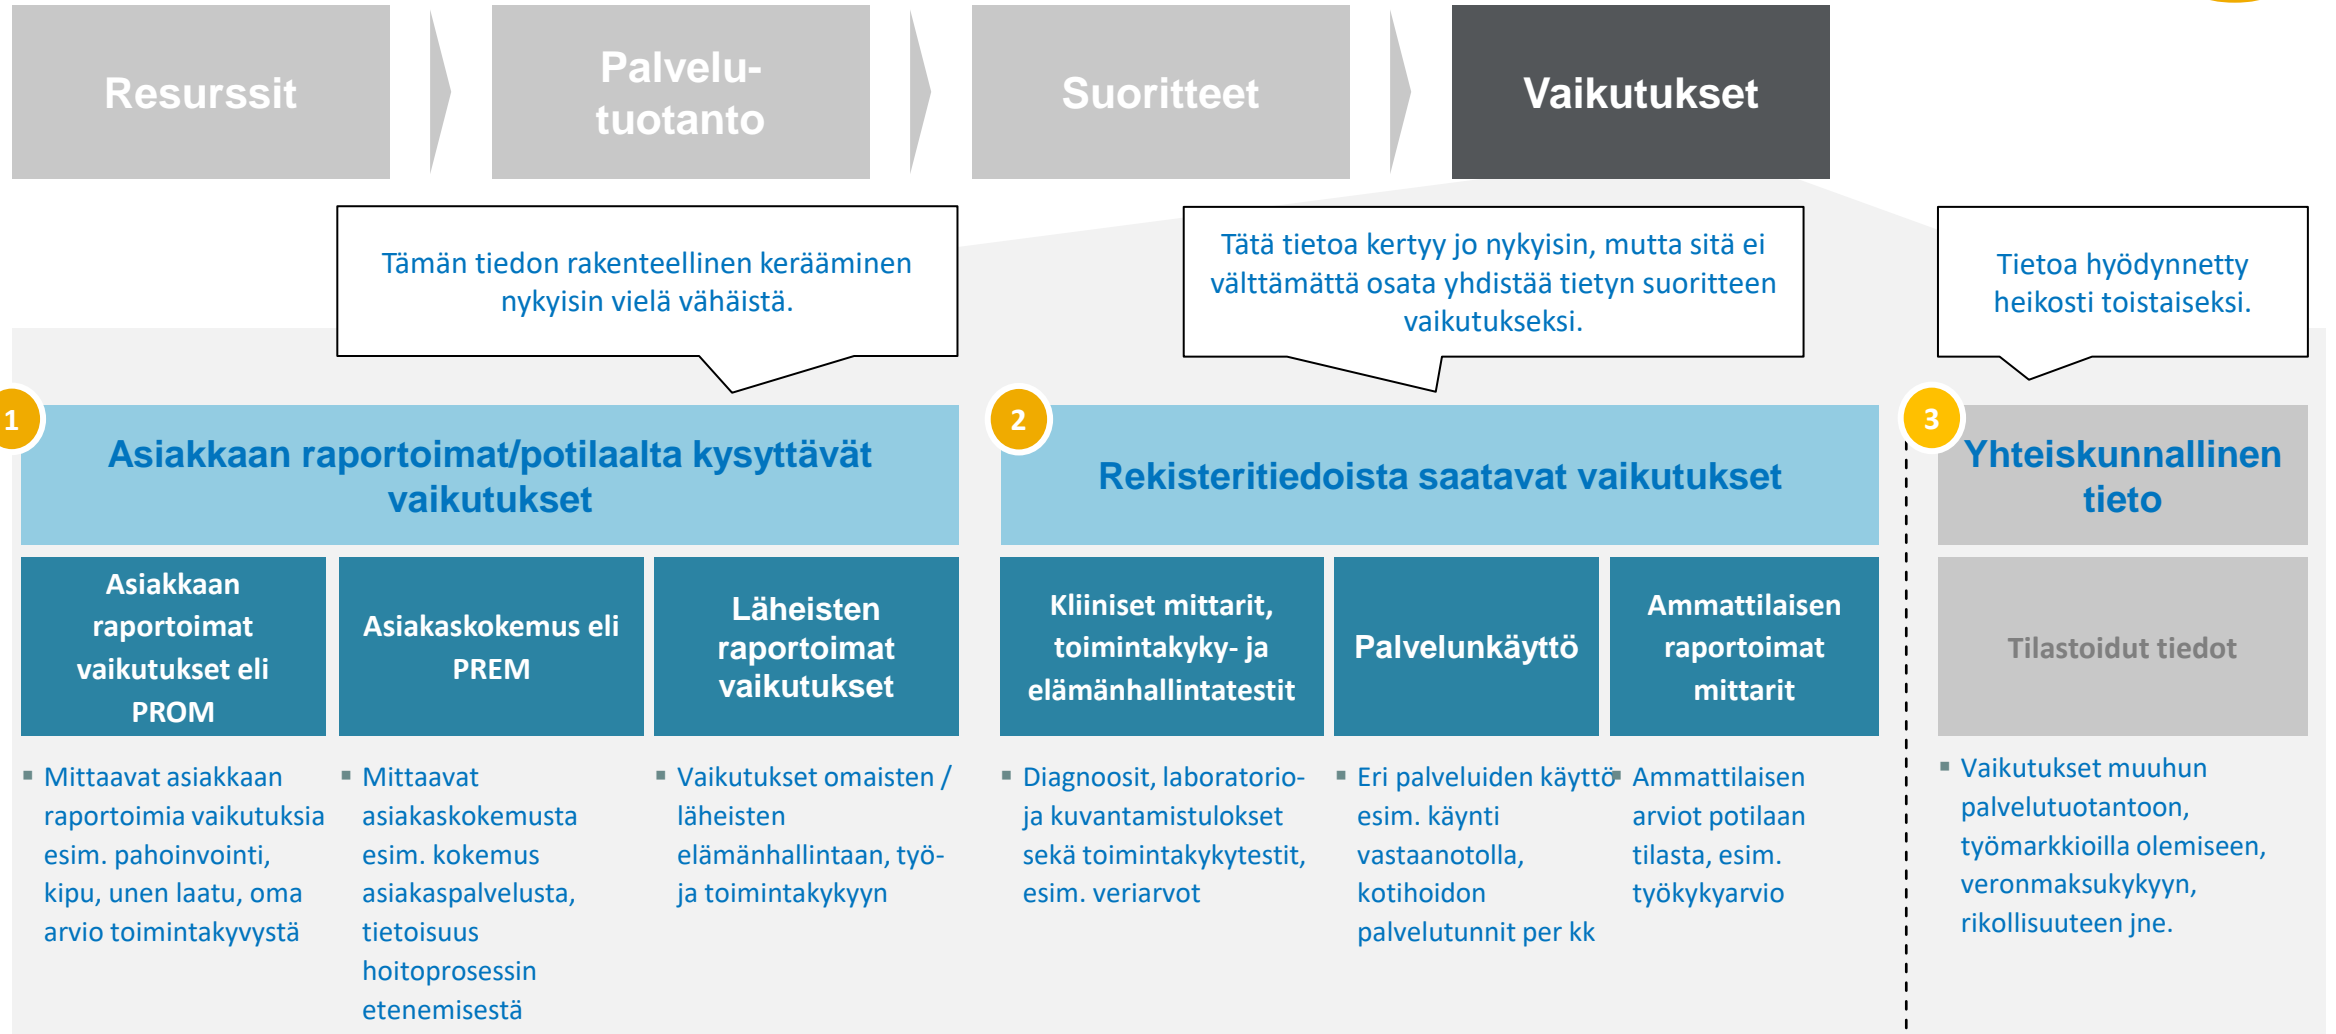 Resurssit
Palvelu-
tuotanto
Suoritteet
Vaikutukset
Tämän tiedon rakenteellinen kerääminen
nykyisin vielä vähäistä.
Tätä tietoa kertyy jo nykyisin, mutta sitä ei
välttämättä osata yhdistää tietyn suoritteen
vaikutukseksi.
Tietoa hyödynnetty
heikosti toistaiseksi.
1
Asiakkaan raportoimat/potilaalta kysyttävät
vaikutukset
2
Rekisteritiedoista saatavat vaikutukset
3
Yhteiskunnallinen
tieto
Asiakkaan
raportoimat
vaikutukset eli
PROM
Asiakaskokemus eli
PREM
Läheisten
raportoimat
vaikutukset
Kliiniset mittarit,
toimintakyky- ja
elämänhallintatestit
Palvelunkäyttö
Ammattilaisen
raportoimat
mittarit
Tilastoidut tiedot
▪ Mittaavat asiakkaan
raportoimia vaikutuksia
esim. pahoinvointi,
kipu, unen laatu, oma
arvio toimintakyvystä
▪ Mittaavat
asiakaskokemusta
esim. kokemus
asiakaspalvelusta,
tietoisuus
hoitoprosessin
etenemisestä
▪ Vaikutukset omaisten /
läheisten
elämänhallintaan, työ-
ja toimintakykyyn
▪ Diagnoosit, laboratorio-
ja kuvantamistulokset
sekä toimintakykytestit,
esim. veriarvot
▪ Eri palveluiden käyttö
esim. käynti
vastaanotolla,
kotihoidon
palvelutunnit per kk
▪ Ammattilaisen
arviot potilaan
tilasta, esim.
työkykyarvio
▪ Vaikutukset muuhun
palvelutuotantoon,
työmarkkioilla olemiseen,
veronmaksukykyyn,
rikollisuuteen jne.